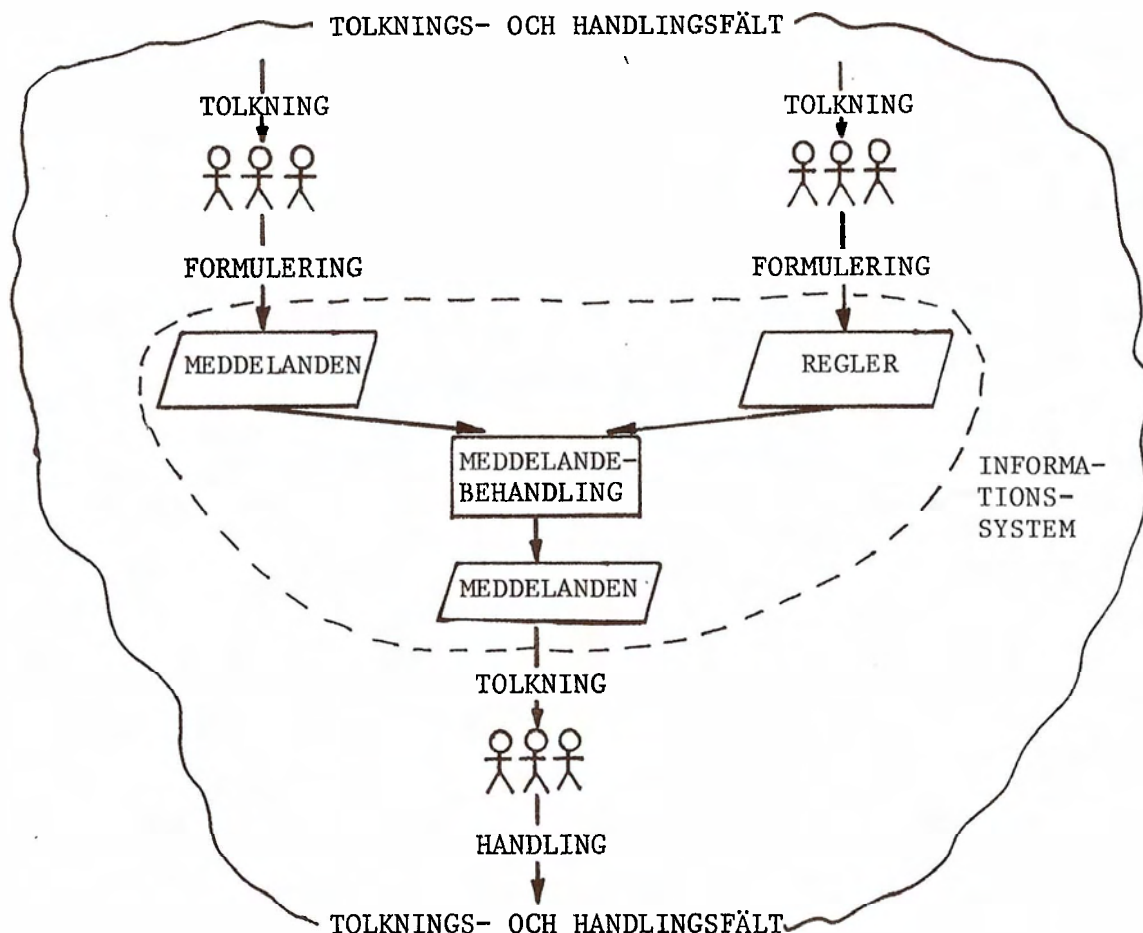 TOLKNINGS- OCH HANDLINGSFÄLT
TOLKNING
TOLKNING
FORMULERING
FORMULERING
MEDDELANDEN
REGLER
MEDDELANDE-
BEHANDLING
INFORMA-
TIONS-
SYSTEM
MEDDELANDEN
TOLKNING
HANDLING
TOLKNINGS- OCH HANDLINGSFÄLT